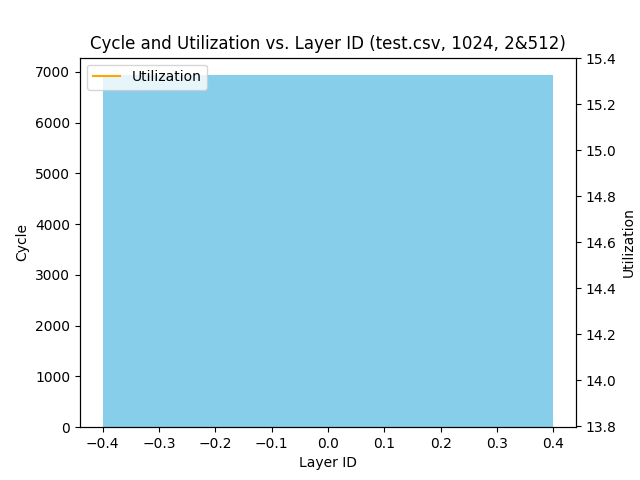 Cycle and Utilization vs. Layer ID (test.csv, 1024, 2&512)
Utilization
7000
6000
5000
4000
3000
2000
1000
0
Cycle
15.4
15.2
15.0
14.8
14.6
14.4
14.2
14.0
13.8
Utilization
−0.4 −0.3 −0.2 −0.1 0.0 0.1 0.2 0.3 0.4
Layer ID